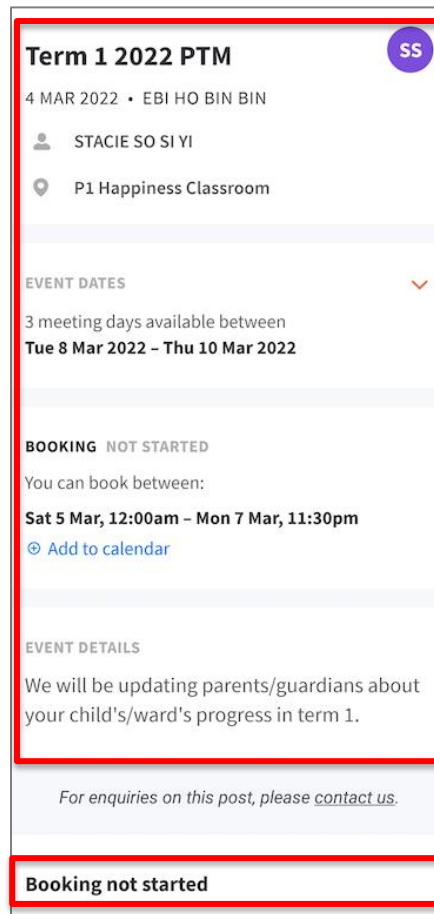 Term 1 2022 PTM
SS
4 MAR 2022 • EBI HO BIN BIN
STACIE SO SI YI
P1 Happiness Classroom
EVENT DATES
3 meeting days available between
Tue 8 Mar 2022 – Thu 10 Mar 2022
BOOKING NOT STARTED
You can book between:
Sat 5 Mar, 12:00am – Mon 7 Mar, 11:30pm
Add to calendar
EVENT DETAILS
We will be updating parents/guardians about
your child's/ward's progress in term 1.
For enquiries on this post, please contact us.
Booking not started